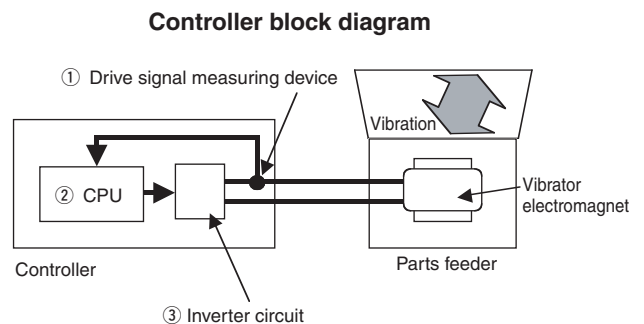 Controller block diagram
① Drive signal measuring device
Vibration
② CPU
Vibrator
electromagnet
Controller
Parts feeder
③ Inverter circuit